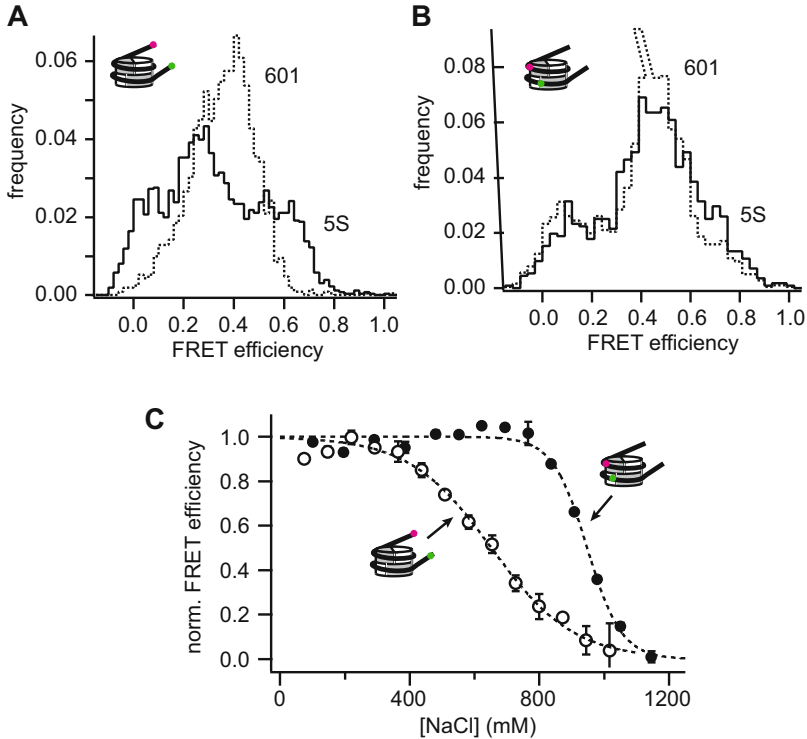 A
0.06
0.04
0.02
0.00
frequency
601
5S
0.0 0.2 0.4 0.6 0.8 1.0
FRET efficiency
B
0.08
0.06
0.04
0.02
0.00
frequency
601
5S
0.0 0.2 0.4 0.6 0.8 1.0
FRET efficiency
C
1.0
0.8
0.6
0.4
0.2
0.0
norm. FRET efficiency
0 400 800 1200
[NaCl] (mM)